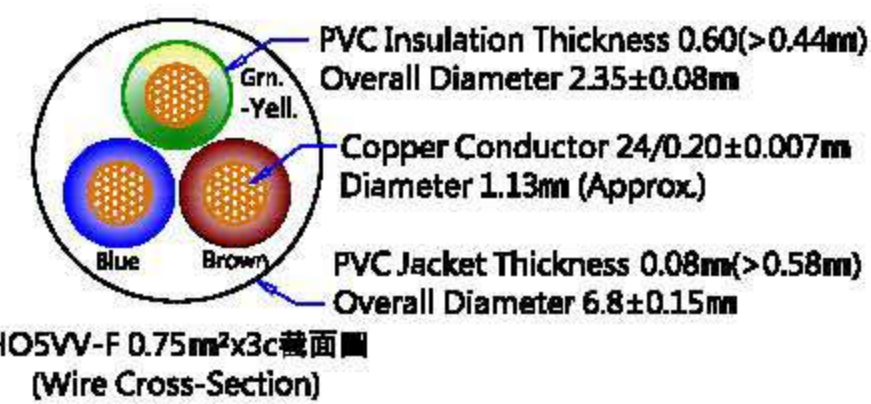 PVC Insulation Thickness 0.60(>0.44mm)
Overall Diameter 2.35±0.08mm
Grn.
-Yell.
Copper Conductor 24/0.20±0.007mm
Diameter 1.13mm (Approx.)
Blue
Brown
PVC Jacket Thickness 0.08mm(>0.58mm)
Overall Diameter 6.8±0.15mm
HO5VV-F 0.75mm²x3c截面圖
(Wire Cross-Section)